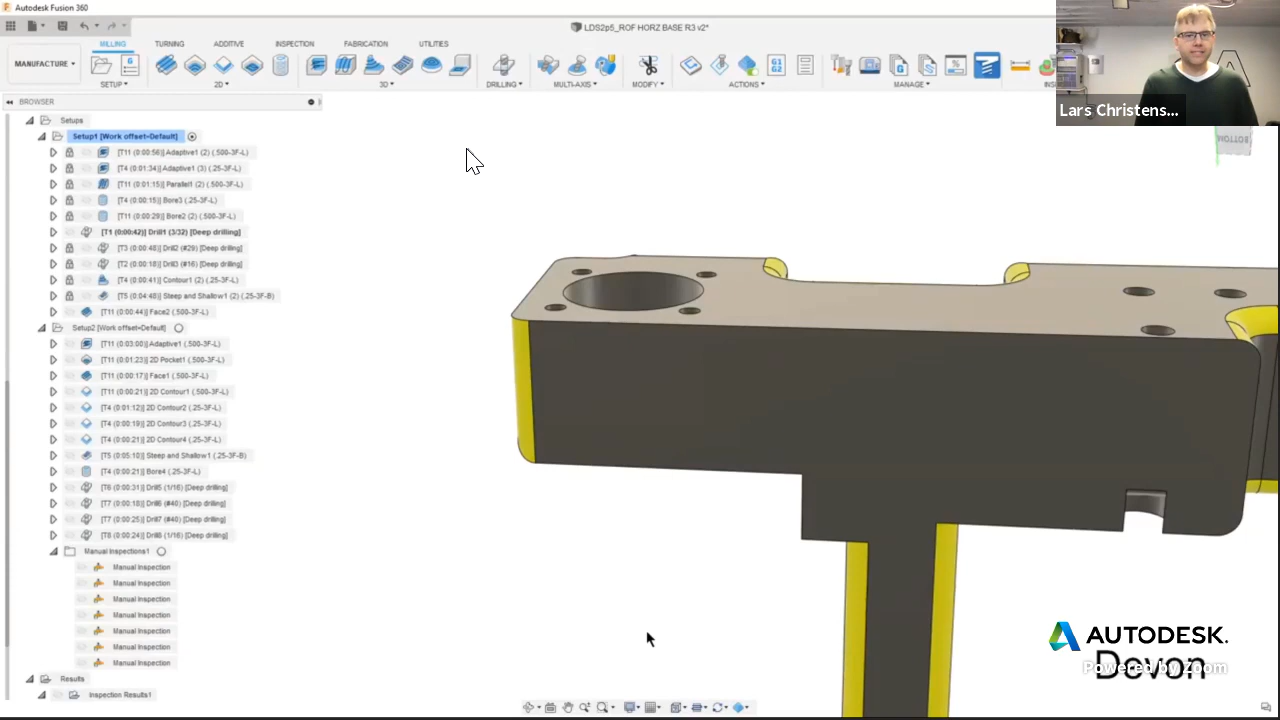 Autodesk Fusion 360
LDS2p5_ROF HORZ BASE R3 v2*
MILLING TURNING ADDITIVE INSPECTION FABRICATION UTILITIES
MANUFACTURE
SETUP 2D 3D DRILLING MULTI-AXIS MODIFY ACTIONS MANAGE
G1
G2
BROWSER
Setups
Setup1 [Work offset=Default]
[T11 (0:00:56)] Adaptive1 (2) (.500-3F-L)
[T4 (0:01:34)] Adaptive1 (3) (.25-3F-L)
[T11 (0:01:15)] Parallel1 (2) (.500-3F-L)
[T4 (0:00:15)] Bore3 (.25-3F-L)
[T11 (0:00:29)] Bore2 (2) (.500-3F-L)
[T1 (0:00:42)] Drill1 (3/32) [Deep drilling]
[T3 (0:00:48)] Drill2 (#29) [Deep drilling]
[T2 (0:00:18)] Drill3 (#16) [Deep drilling]
[T4 (0:00:41)] Contour1 (2) (.25-3F-L)
[T5 (0:04:48)] Steep and Shallow1 (2) (.25-3F-B)
[T11 (0:00:44)] Face2 (.500-3F-L)
Setup2 [Work offset=Default]
[T11 (0:03:00)] Adaptive1 (.500-3F-L)
[T11 (0:01:23)] 2D Pocket1 (.500-3F-L)
[T11 (0:00:17)] Face1 (.500-3F-L)
[T11 (0:00:21)] 2D Contour1 (.500-3F-L)
[T4 (0:01:12)] 2D Contour2 (.25-3F-L)
[T4 (0:00:19)] 2D Contour3 (.25-3F-L)
[T4 (0:00:21)] 2D Contour4 (.25-3F-L)
[T5 (0:05:10)] Steep and Shallow1 (.25-3F-B)
[T4 (0:00:21)] Bore4 (.25-3F-L)
[T6 (0:00:31)] Drill5 (1/16) [Deep drilling]
[T7 (0:00:18)] Drill6 (#40) [Deep drilling]
[T7 (0:00:25)] Drill7 (#40) [Deep drilling]
[T8 (0:00:24)] Drill8 (1/16) [Deep drilling]
Manual Inspections1
Manual Inspection
Manual Inspection
Manual Inspection
Manual Inspection
Manual Inspection
Manual Inspection
Manual Inspection
Results
Inspection Results1
Lars Christens...
BOTTOM
AUTODESK.
Devon
Powered by Zoom